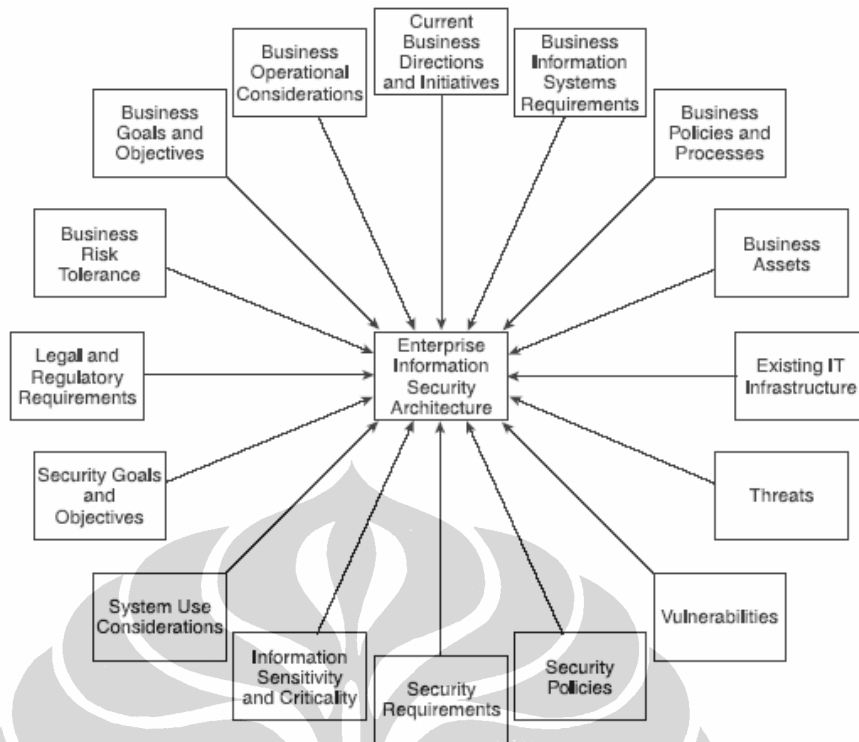 Current
Business
Directions
and Initiatives
Business
Operational
Considerations
Business
Information
Systems
Requirements
Business
Goals and
Objectives
Business
Policies and
Processes
Business
Risk
Tolerance
Business
Assets
Legal and
Regulatory
Requirements
Enterprise
Information
Security
Architecture
Existing IT
Infrastructure
Security Goals
and
Objectives
Threats
System Use
Considerations
Vulnerabilities
Information
Sensitivity
and Criticality
Security
Requirements
Security
Policies